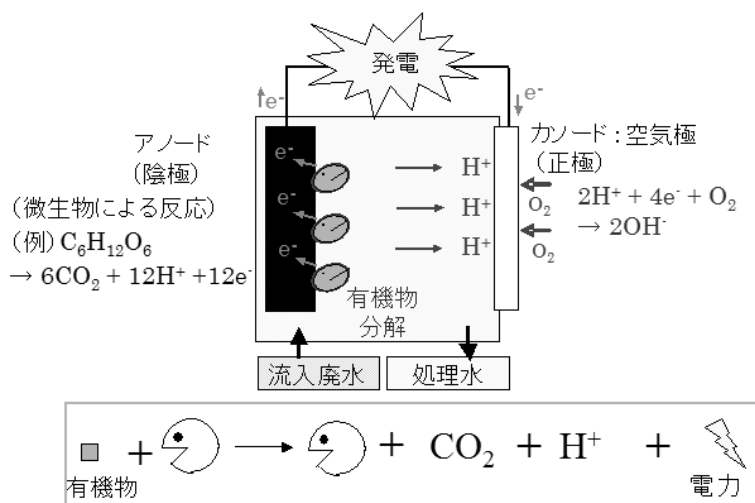 発電
e-
e-
アノード
(陰極)
(微生物による反応)
(例) C₆H₁₂O₆
→ 6CO₂ + 12H⁺ +12e⁻
e-
e-
e-
H⁺
H⁺
H⁺
有機物
分解
カソード：空気極
(正極)
O₂
O₂
2H⁺ + 4e⁻ + O₂
→ 2OH⁻
流入廃水
処理水
+ → + CO₂ + H⁺ +
有機物
電力